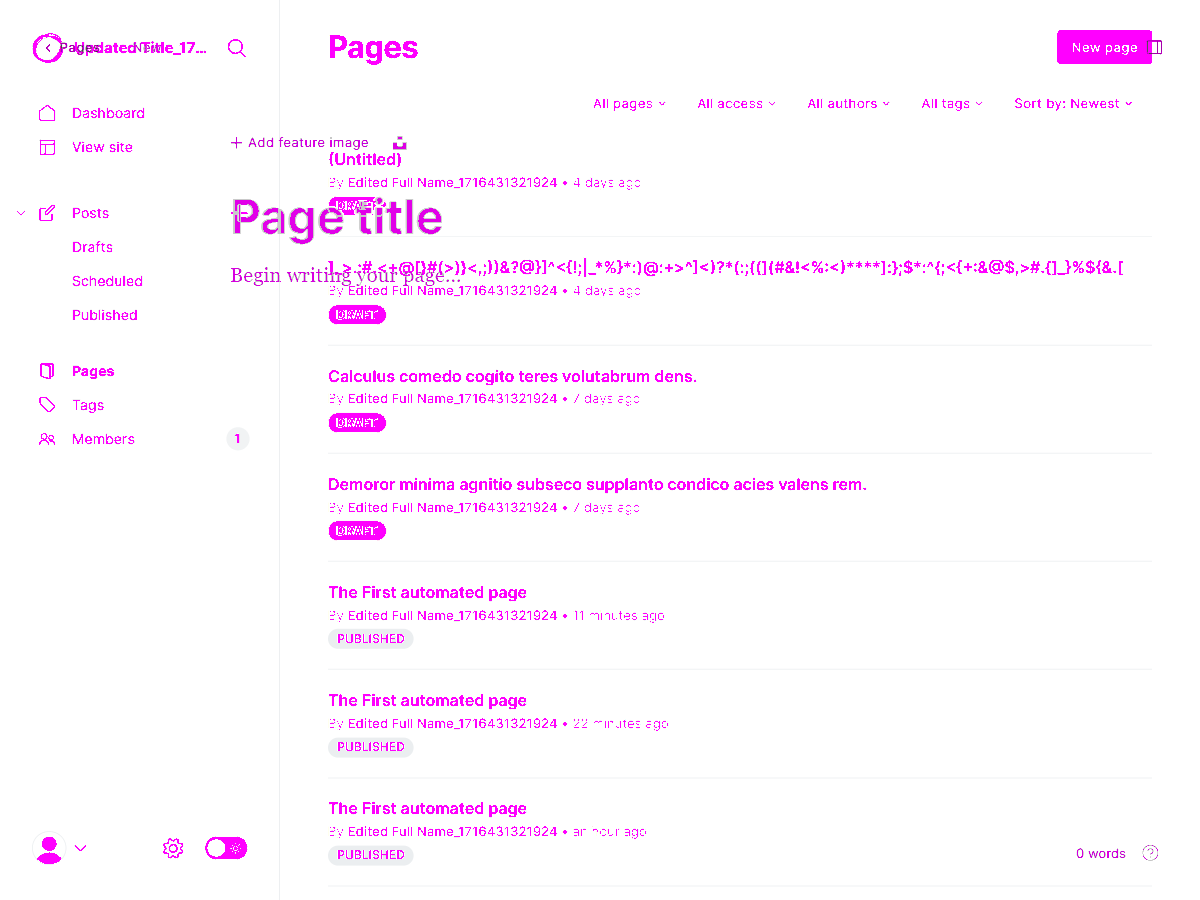 Pages New
Updated Title_17...
Pages
New page
All pages
All access
All authors
All tags
Sort by: Newest
Dashboard
View site
Posts
Drafts
Scheduled
Published
Pages
Tags
Members
1
+ Add feature image
Page title
Begin writing your page...
(Untitled)
By Edited Full Name_1716431321924 • 4 days ago
DRAFT
By Edited Full Name_1716431321924 • 4 days ago
DRAFT
Calculus comedo cogito teres volutabrum dens.
By Edited Full Name_1716431321924 • 7 days ago
DRAFT
Demoror minima agnitio subseco supplanto condico acies valens rem.
By Edited Full Name_1716431321924 • 7 days ago
DRAFT
The First automated page
By Edited Full Name_1716431321924 • 11 minutes ago
PUBLISHED
The First automated page
By Edited Full Name_1716431321924 • 22 minutes ago
PUBLISHED
The First automated page
By Edited Full Name_1716431321924 • an hour ago
PUBLISHED
0 words
?